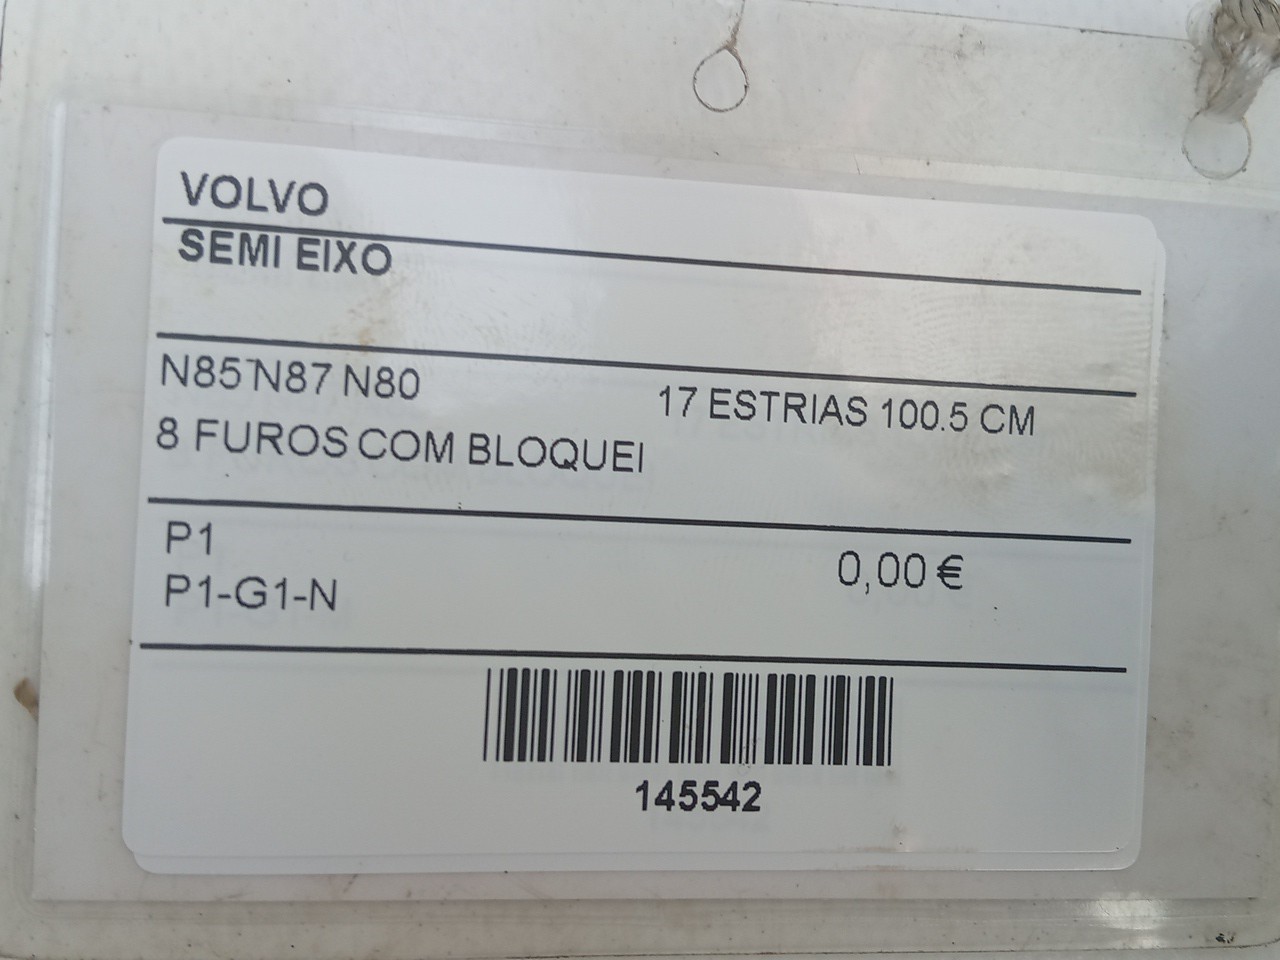 VOLVO
SEMI EIXO
N85 N87 N80 17 ESTRIAS 100.5 CM
8 FUROS COM BLOQUEI
P1 0,00 €
P1-G1-N
145542